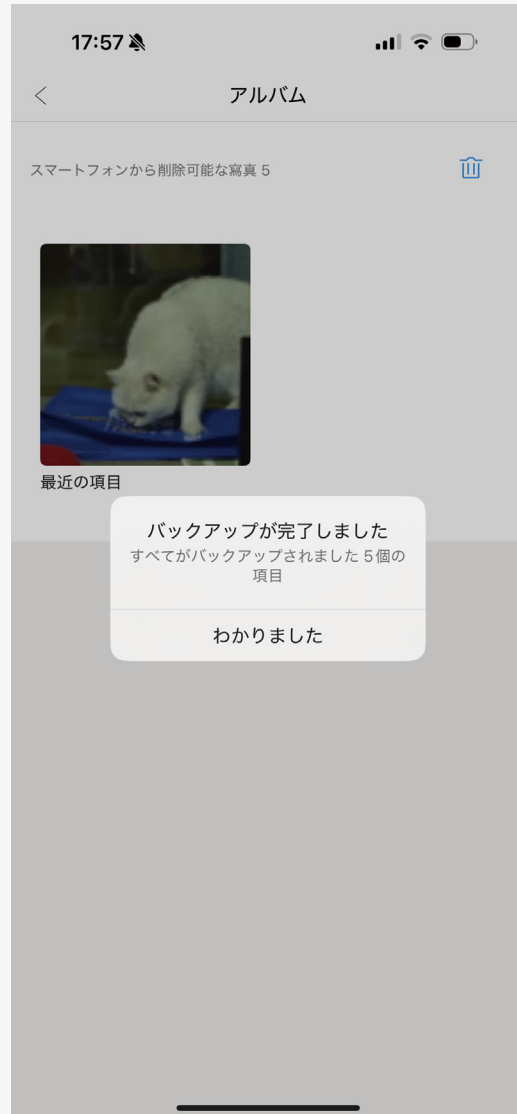 17:57
アルバム
スマートフォンから削除可能な寫真 5
最近の項目
バックアップが完了しました
すべてがバックアップされました 5個の
項目
わかりました